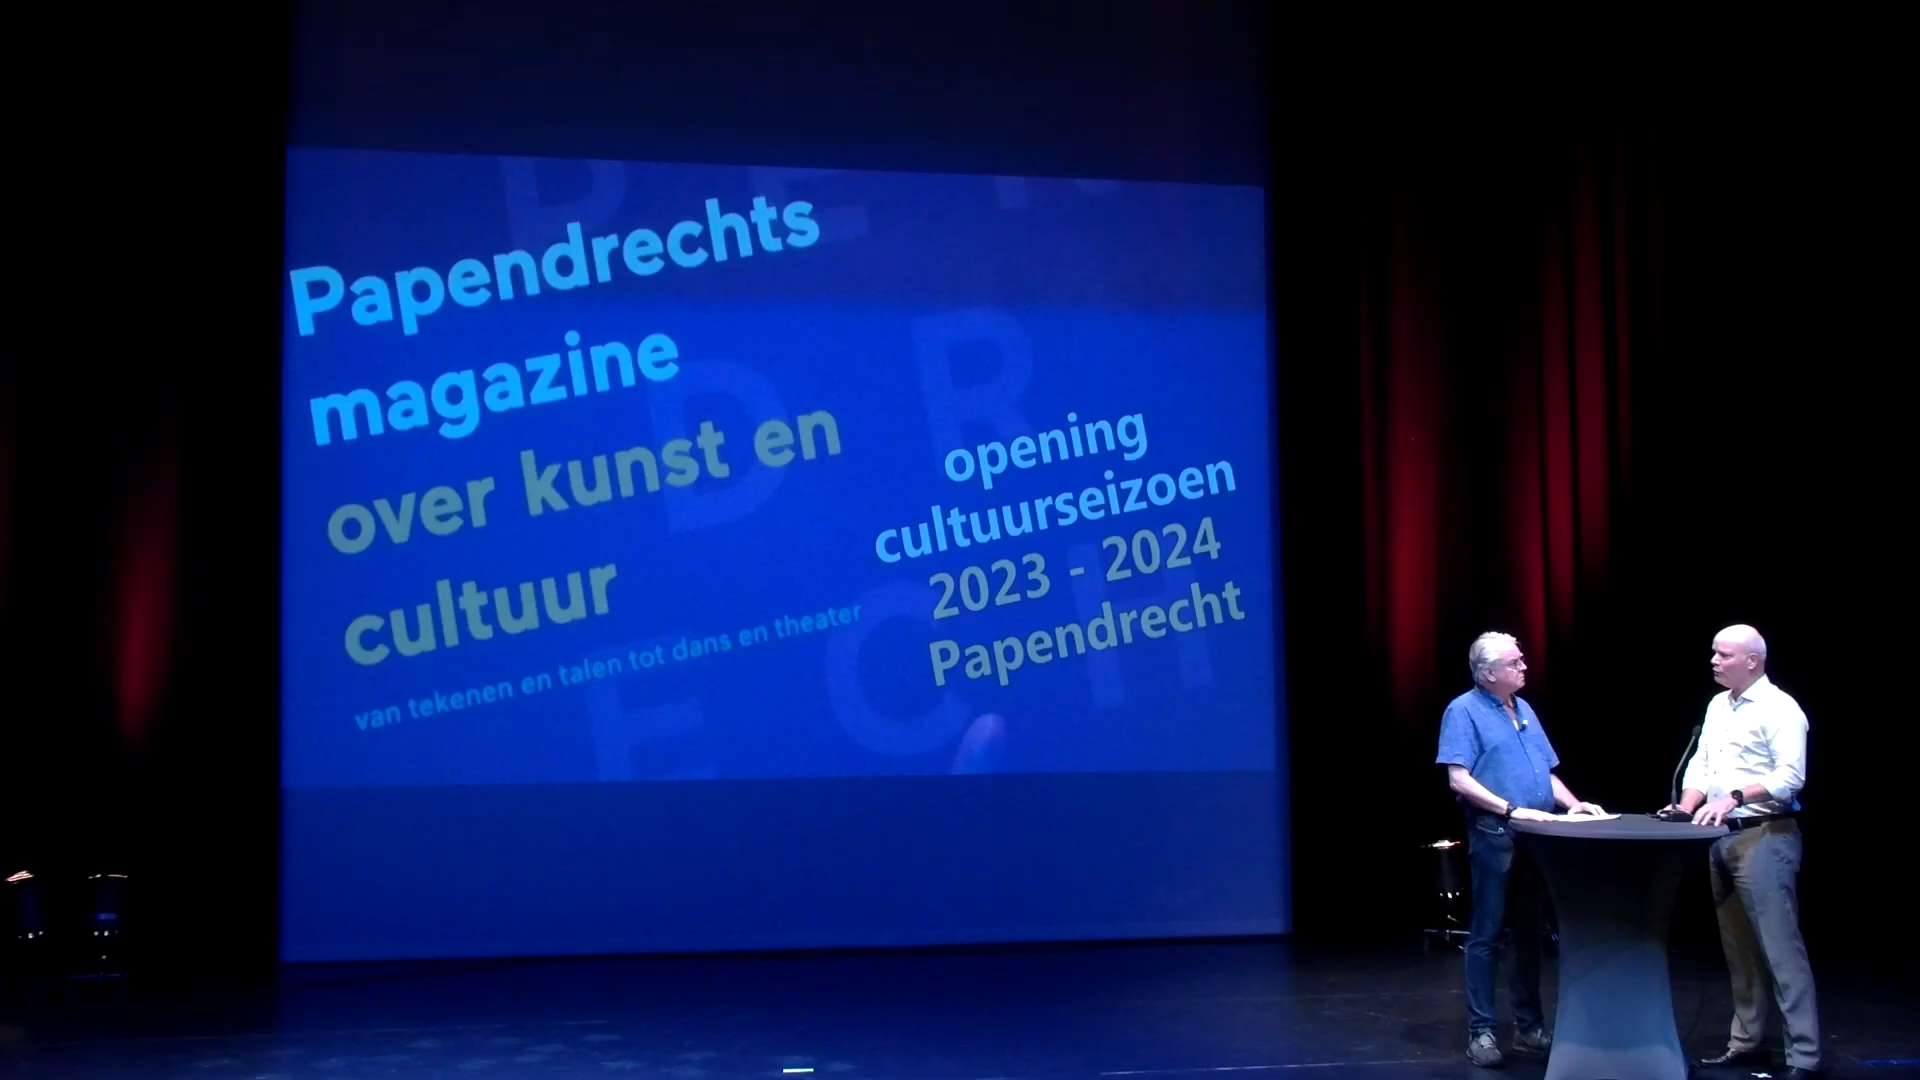 Papendrechts
magazine
over kunst en
cultuur
van tekenen en talen tot dans en theater
opening
cultuurseizoen
2023 - 2024
Papendrecht
P E N
D R
E C H